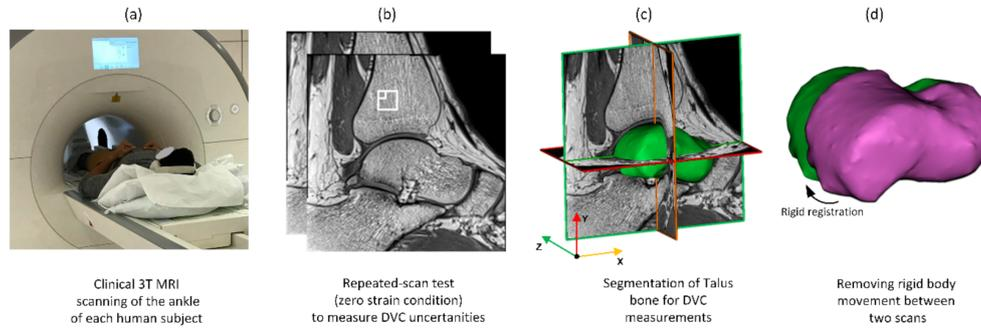 (a)
(b)
(c)
(d)
Y
Z
X
Rigid registration
Clinical 3T MRI
scanning of the ankle
of each human subject
Repeated-scan test
(zero strain condition)
to measure DVC uncertanities
Segmentation of Talus
bone for DVC
measurements
Removing rigid body
movement between
two scans